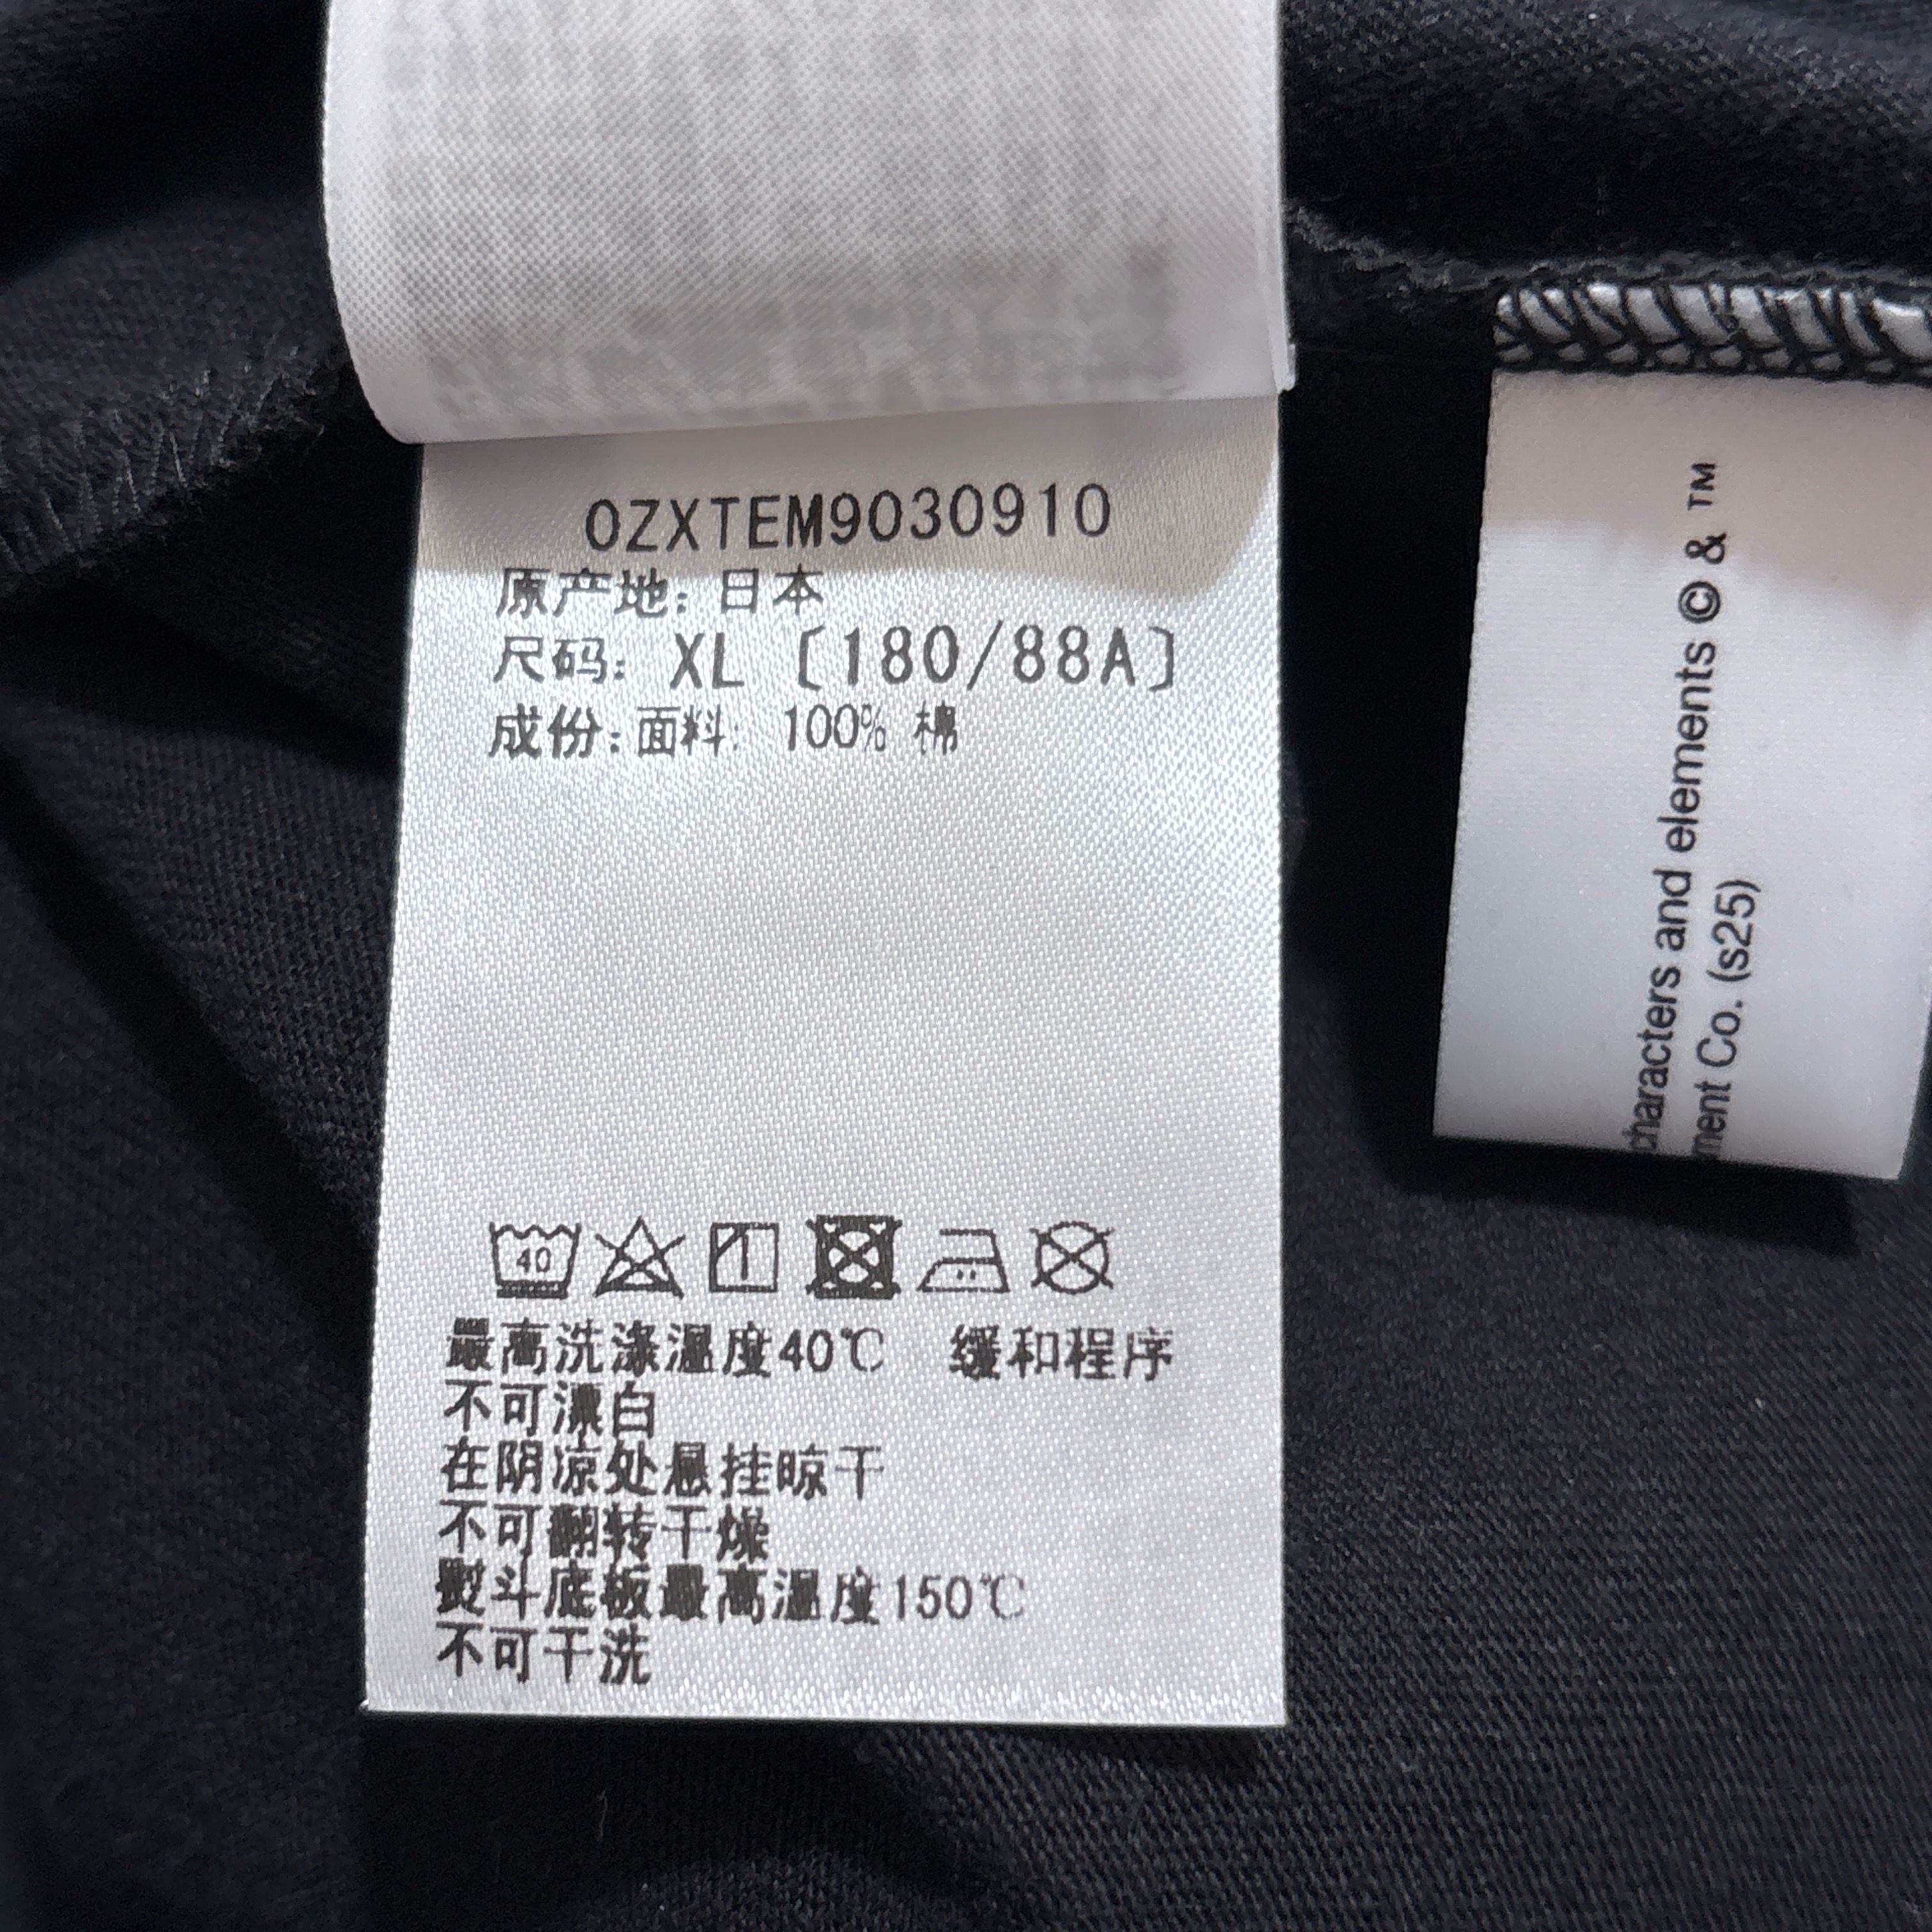 0ZXTEM9030910
原产地：日本
尺码：XL〔180/88A〕
成份：面料：100% 棉
40
最高洗涤温度40℃ 缓和程序
不可漂白
在阴凉处悬挂晾干
不可翻转干燥
熨斗底板最高温度150℃
不可干洗
characters and elements © & ™
ment Co. (s25)